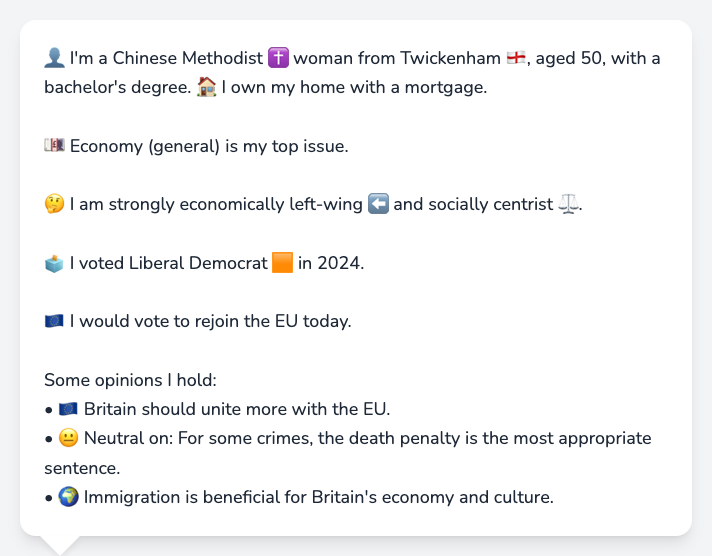 👤 I'm a Chinese Methodist ✝️ woman from Twickenham 🏴󠁧󠁢󠁥󠁮󠁧󠁿, aged 50, with a
bachelor's degree. 🏠 I own my home with a mortgage.
💷 Economy (general) is my top issue.
🤔 I am strongly economically left-wing ⬅️ and socially centrist ⚖️.
🗳️ I voted Liberal Democrat 🟧 in 2024.
🇪🇺 I would vote to rejoin the EU today.
Some opinions I hold:
• 🇪🇺 Britain should unite more with the EU.
• 😐 Neutral on: For some crimes, the death penalty is the most appropriate
sentence.
• 🌍 Immigration is beneficial for Britain's economy and culture.